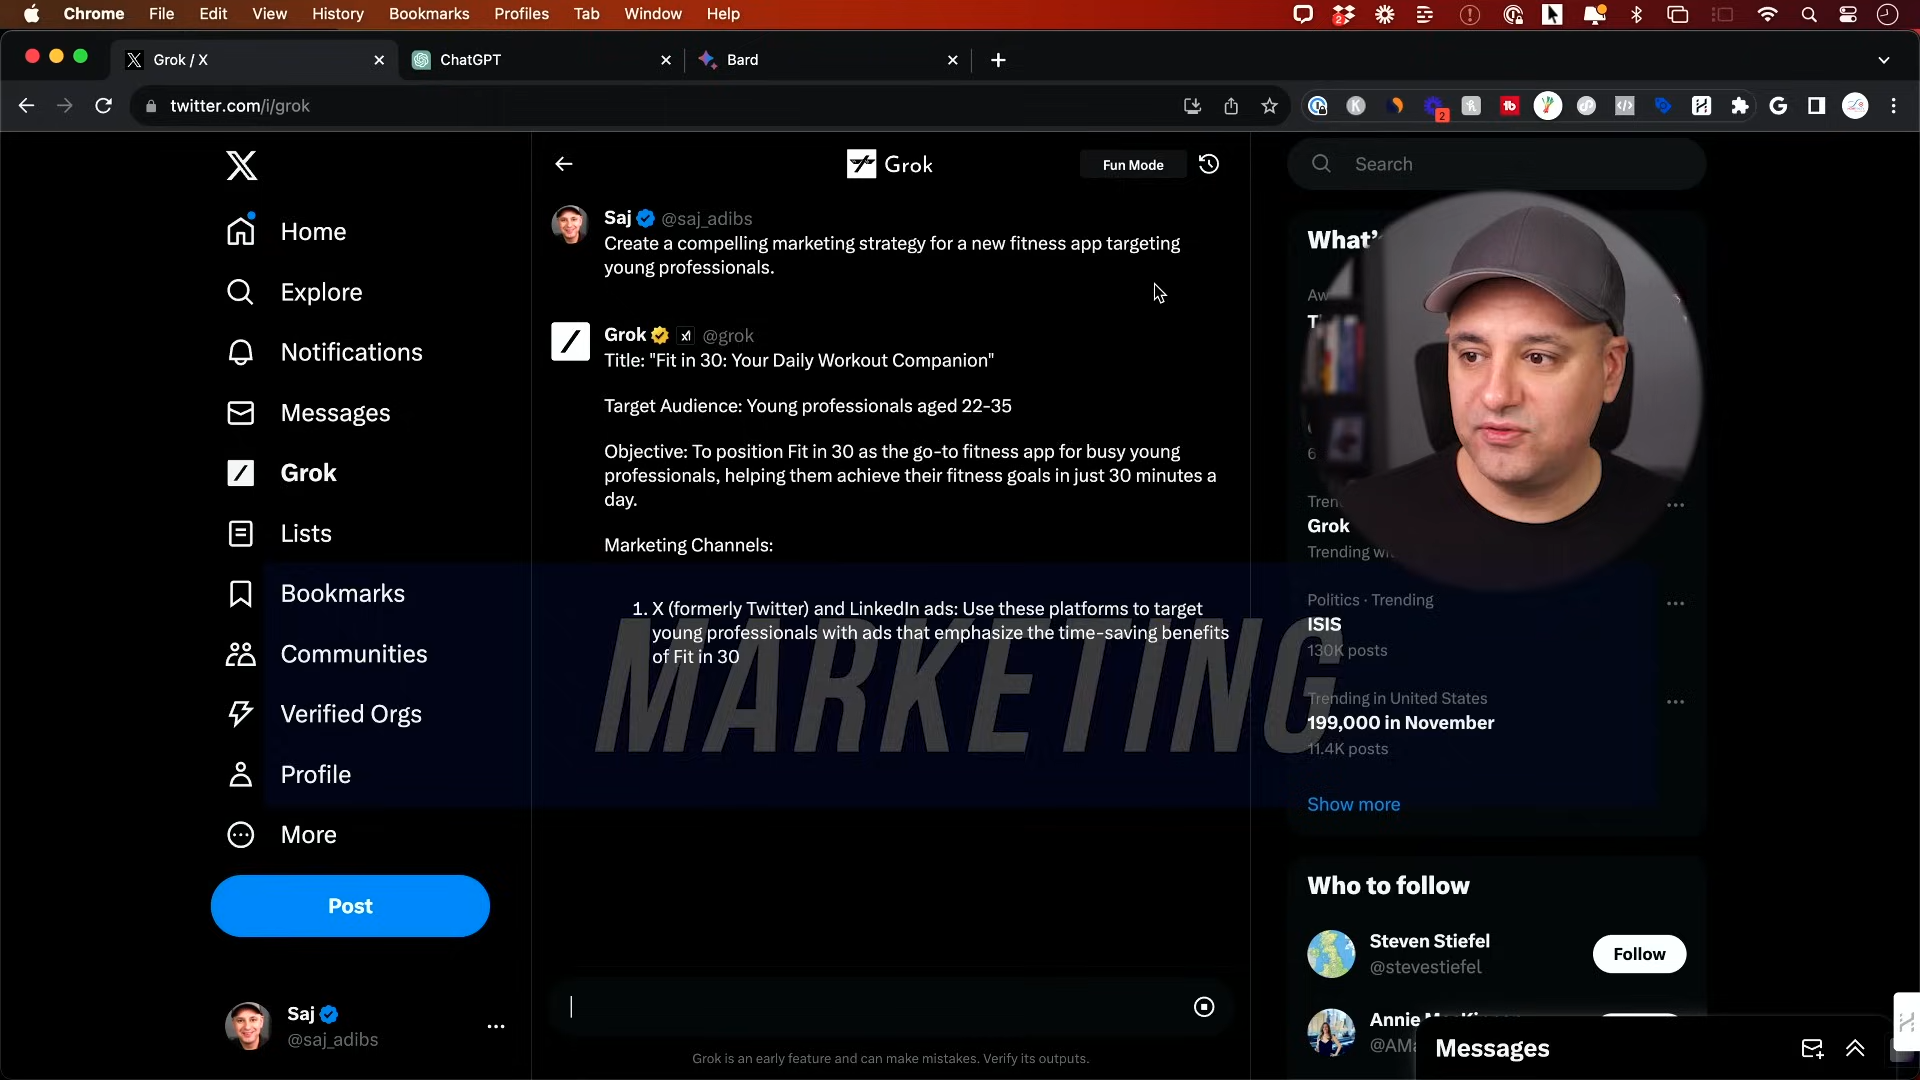 Chrome File Edit View History Bookmarks Profiles Tab Window Help
2
Grok / X
ChatGPT
Bard
twitter.com/i/grok
2
Grok
Fun Mode
Search
Home
Explore
Notifications
Messages
Grok
Lists
Bookmarks
Communities
Verified Orgs
Profile
More
Post
Saj
@saj_adibs
Saj @saj_adibs
Create a compelling marketing strategy for a new fitness app targeting
young professionals.
Grok @grok
Title: "Fit in 30: Your Daily Workout Companion"
Target Audience: Young professionals aged 22-35
Objective: To position Fit in 30 as the go-to fitness app for busy young
professionals, helping them achieve their fitness goals in just 30 minutes a
day.
Marketing Channels:
1. X (formerly Twitter) and LinkedIn ads: Use these platforms to target
young professionals with ads that emphasize the time-saving benefits
of Fit in 30
MARKETING
Grok is an early feature and can make mistakes. Verify its outputs.
What's
Grok
Trending
Politics · Trending
ISIS
130K posts
Trending in United States
199,000 in November
11.4K posts
Show more
Who to follow
Steven Stiefel
@stevestiefel
Follow
Annie
Messages